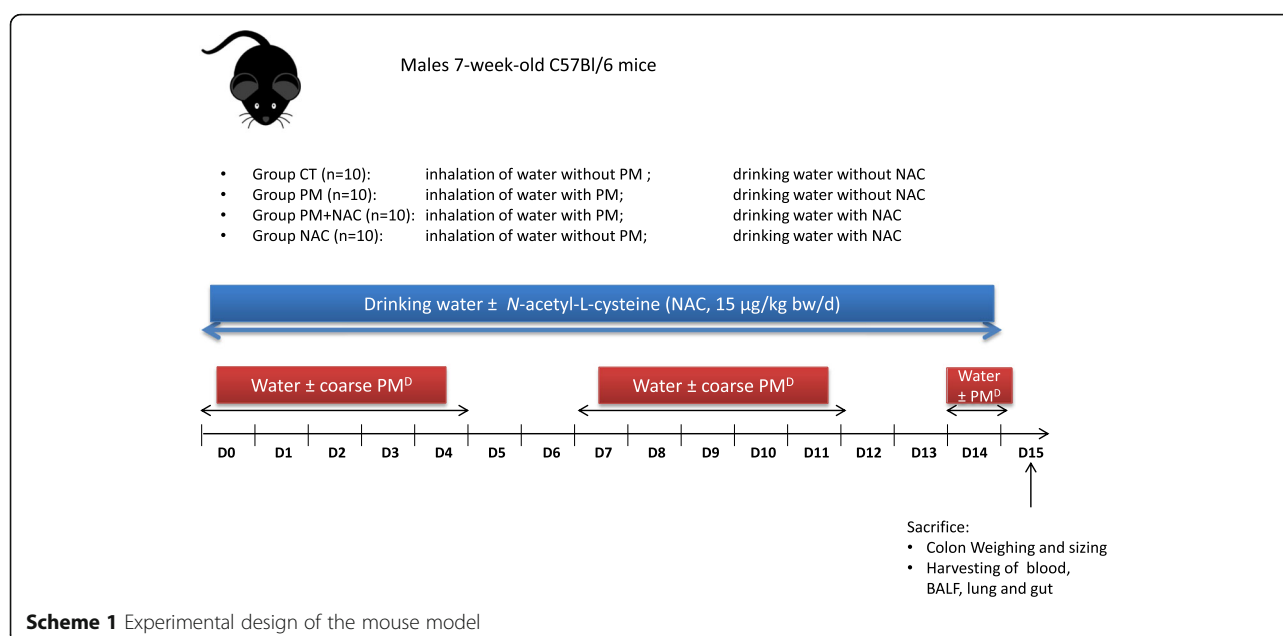 Males 7-week-old C57Bl/6 mice
• Group CT (n=10): inhalation of water without PM ; drinking water without NAC
• Group PM (n=10): inhalation of water with PM; drinking water without NAC
• Group PM+NAC (n=10): inhalation of water with PM; drinking water with NAC
• Group NAC (n=10): inhalation of water without PM; drinking water with NAC
Drinking water ± N-acetyl-L-cysteine (NAC, 15 µg/kg bw/d)
Water ± coarse PMᴰ
Water ± coarse PMᴰ
Water
± PMᴰ
D0 D1 D2 D3 D4 D5 D6 D7 D8 D9 D10 D11 D12 D13 D14 D15
Sacrifice:
• Colon Weighing and sizing
• Harvesting of blood,
BALF, lung and gut
Scheme 1 Experimental design of the mouse model